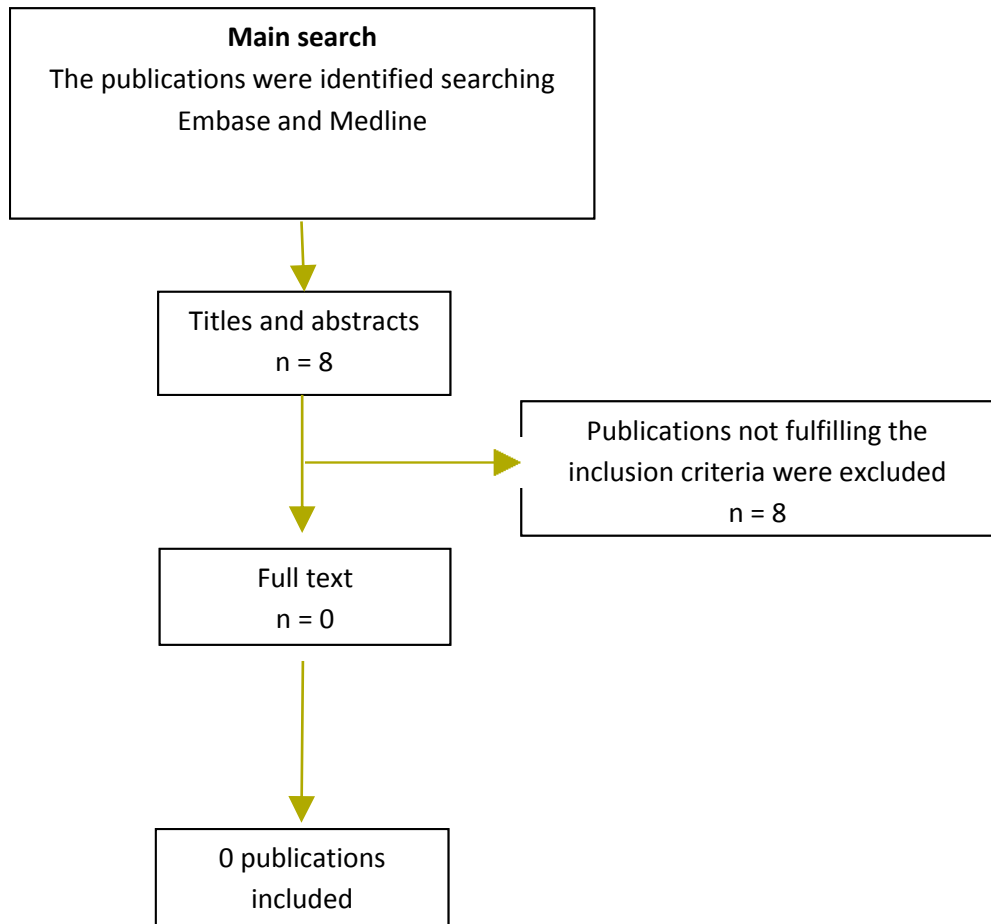 Main search
The publications were identified searching
Embase and Medline
Titles and abstracts
n = 8
Publications not fulfilling the
inclusion criteria were excluded
n = 8
Full text
n = 0
0 publications
included